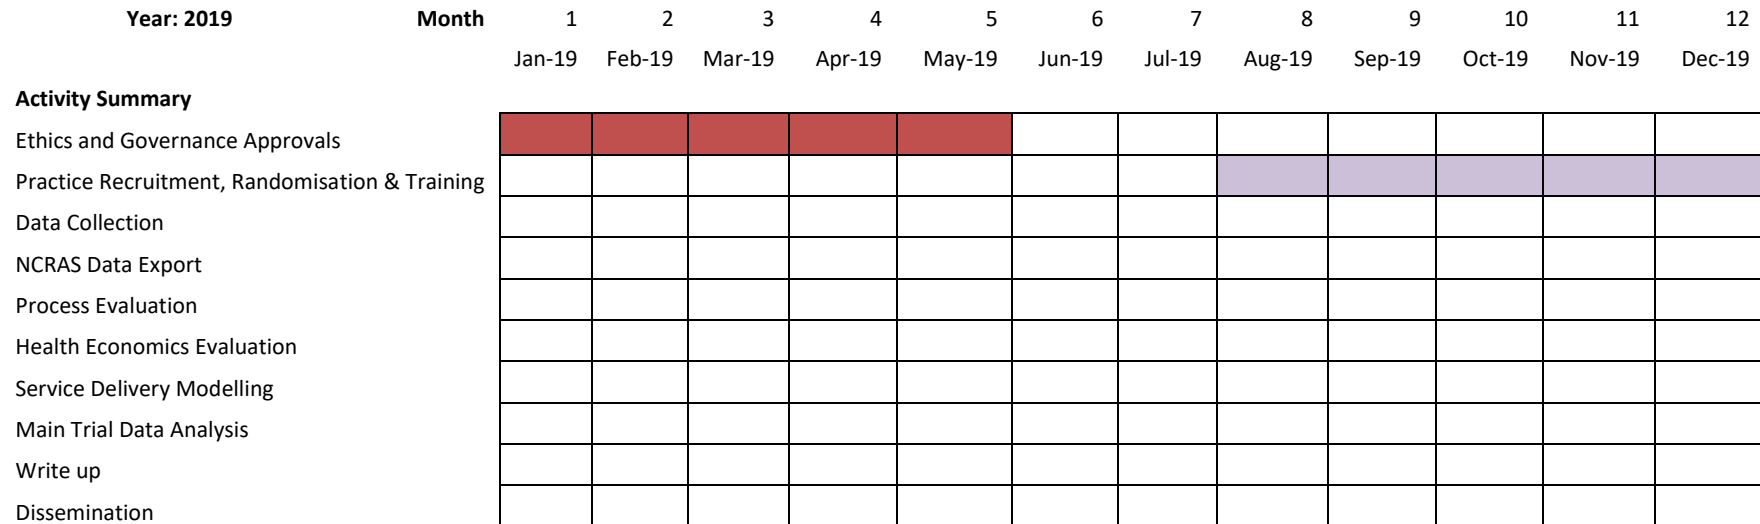 Year: 2019 Month 1 2 3 4 5 6 7 8 9 10 11 12
Jan-19 Feb-19 Mar-19 Apr-19 May-19 Jun-19 Jul-19 Aug-19 Sep-19 Oct-19 Nov-19 Dec-19
Activity Summary
Ethics and Governance Approvals
Practice Recruitment, Randomisation & Training
Data Collection
NCRAS Data Export
Process Evaluation
Health Economics Evaluation
Service Delivery Modelling
Main Trial Data Analysis
Write up
Dissemination